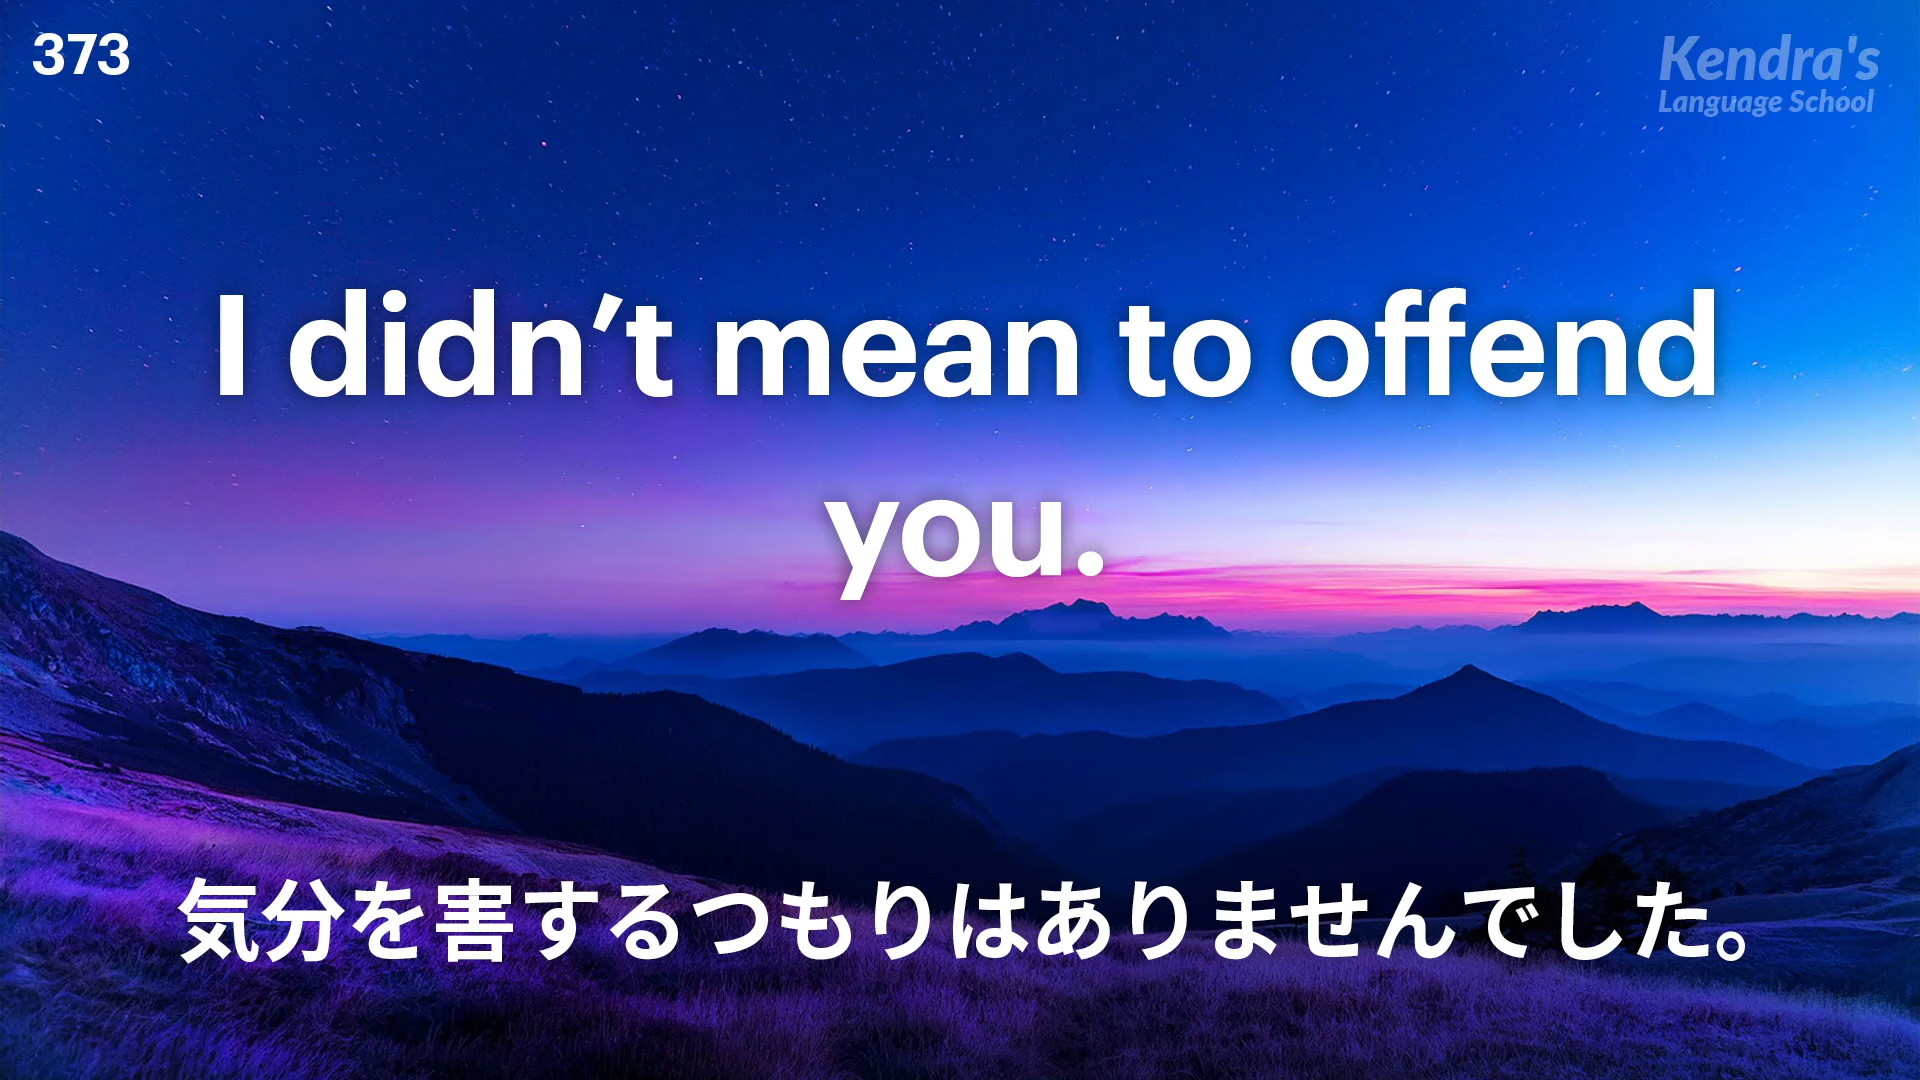 373
Kendra's
Language School
I didn’t mean to offend
you.
気分を害するつもりはありませんでした。